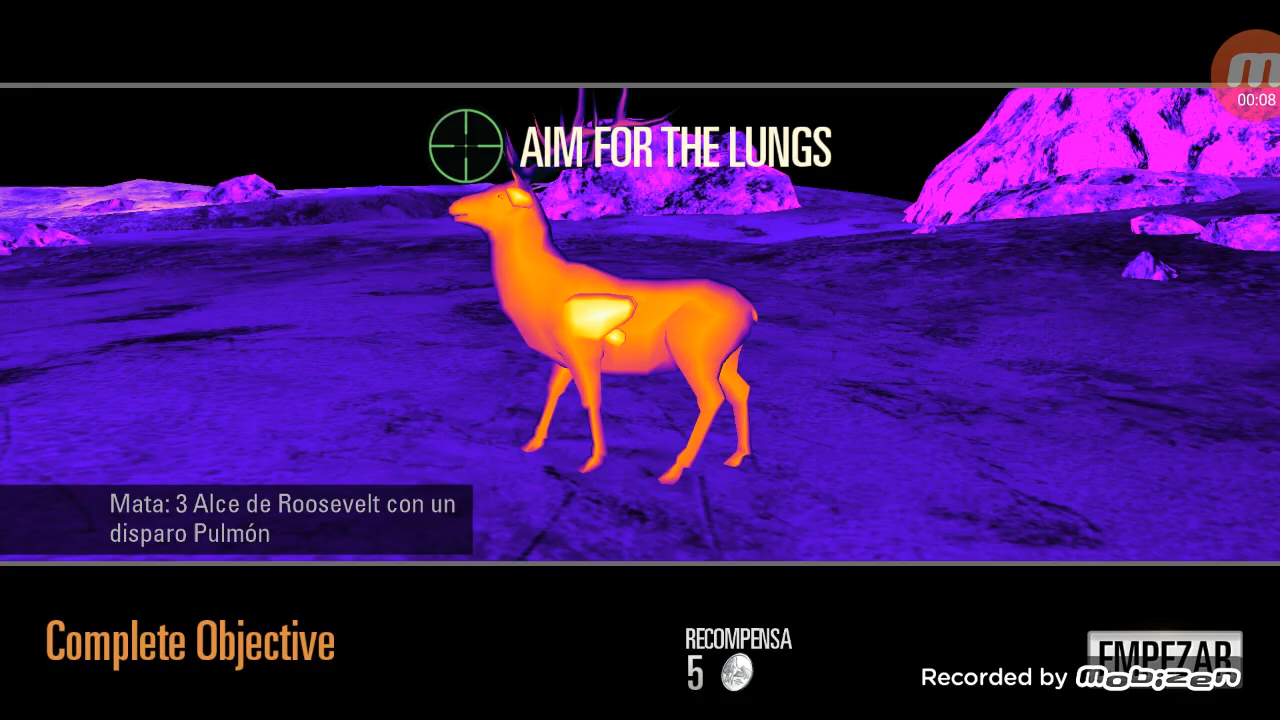 00:08
AIM FOR THE LUNGS
Mata: 3 Alce de Roosevelt con un
disparo Pulmón
Complete Objective
RECOMPENSA
5
EMPEZAR
Recorded by mobizen